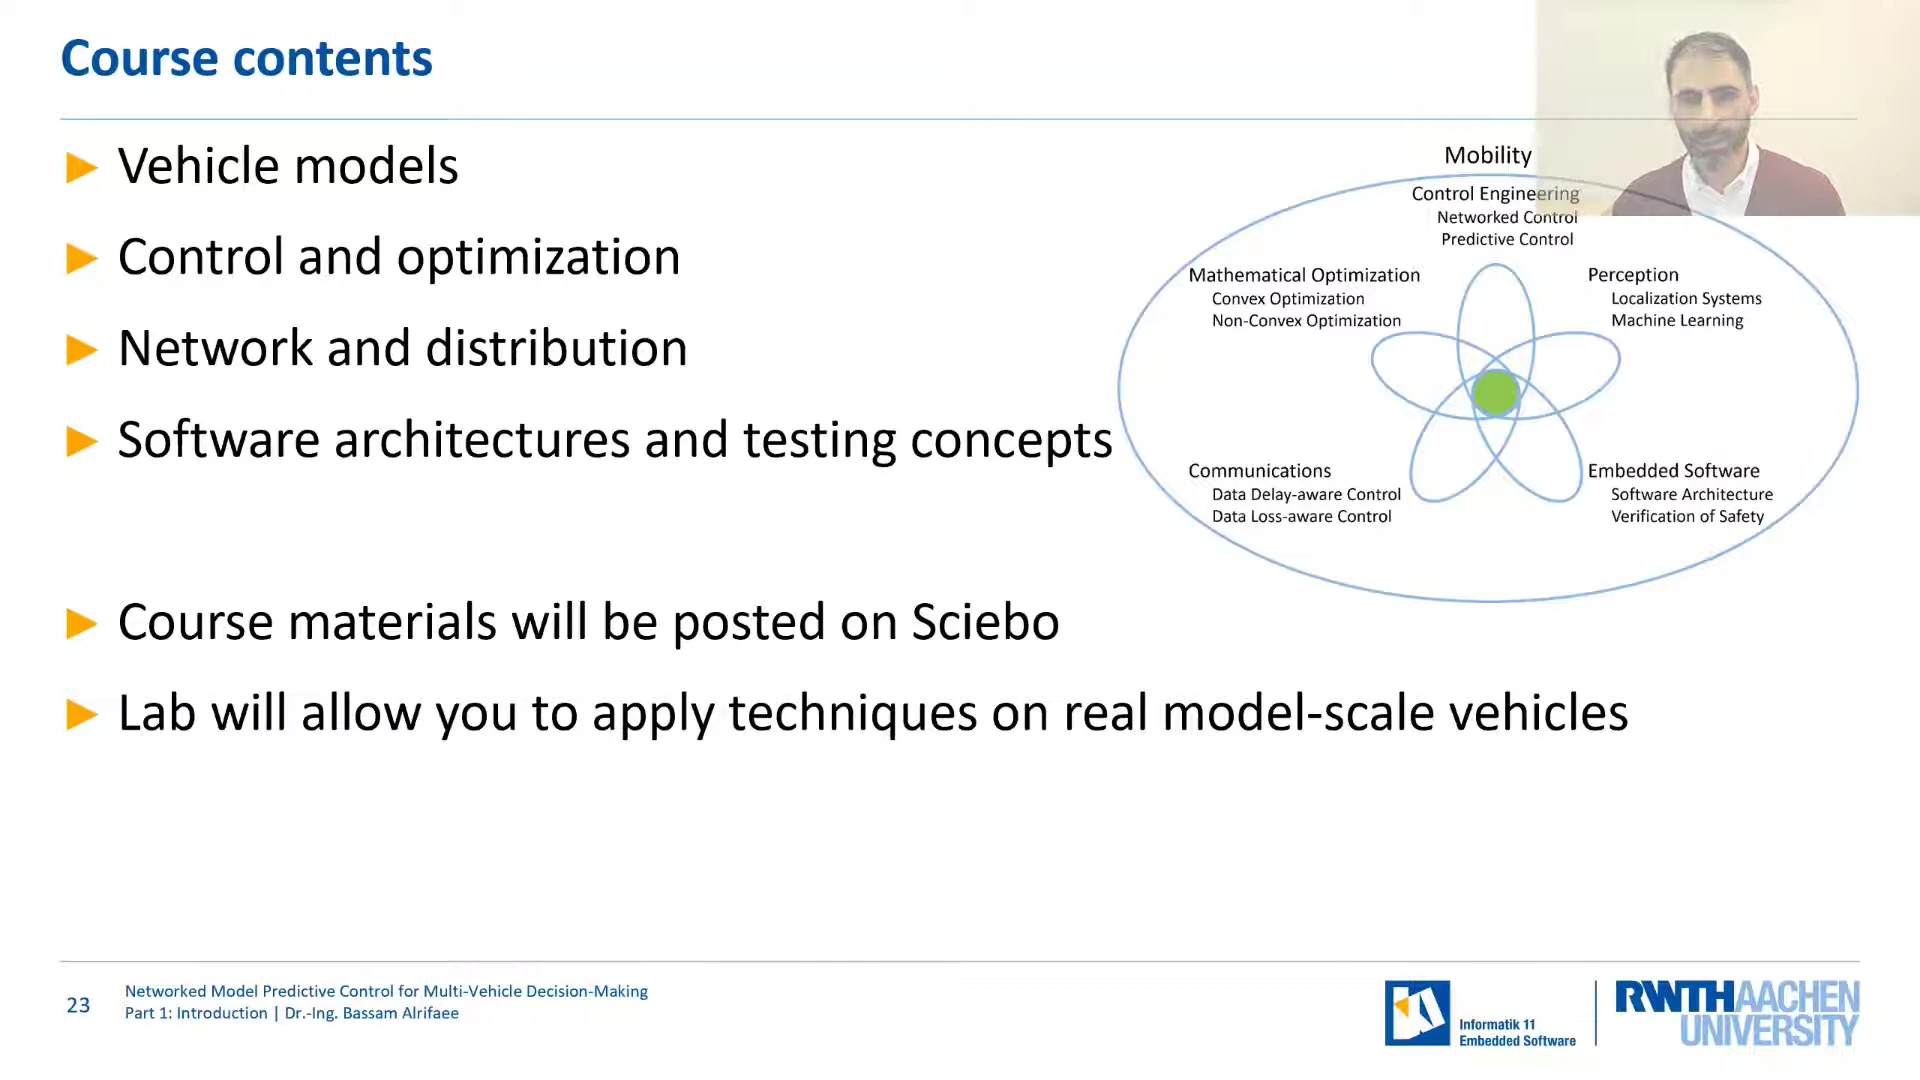 Course contents
Vehicle models
Control and optimization
Network and distribution
Software architectures and testing concepts
Course materials will be posted on Sciebo
Lab will allow you to apply techniques on real model-scale vehicles
Mobility
Control Engineering
Networked Control
Predictive Control
Mathematical Optimization
Convex Optimization
Non-Convex Optimization
Perception
Localization Systems
Machine Learning
Communications
Data Delay-aware Control
Data Loss-aware Control
Embedded Software
Software Architecture
Verification of Safety
23
Networked Model Predictive Control for Multi-Vehicle Decision-Making
Part 1: Introduction | Dr.-Ing. Bassam Alrifaee
Informatik 11
Embedded Software
RWTH AACHEN
UNIVERSITY